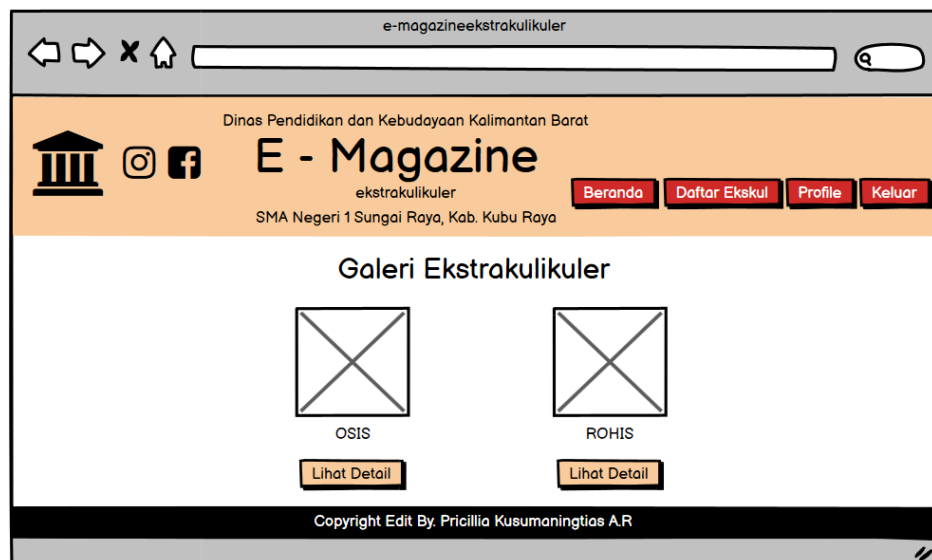 e-magazineekstrakulikuler
Dinas Pendidikan dan Kebudayaan Kalimantan Barat
E - Magazine
ekstrakulikuler
SMA Negeri 1 Sungai Raya, Kab. Kubu Raya
Beranda Daftar Ekskul Profile Keluar
Galeri Ekstrakulikuler
OSIS ROHIS
Lihat Detail Lihat Detail
Copyright Edit By. Pricillia Kusumaningtias A.R